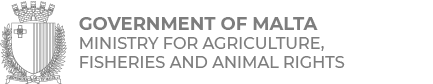 GOVERNMENT OF MALTA
MINISTRY FOR AGRICULTURE,
FISHERIES AND ANIMAL RIGHTS